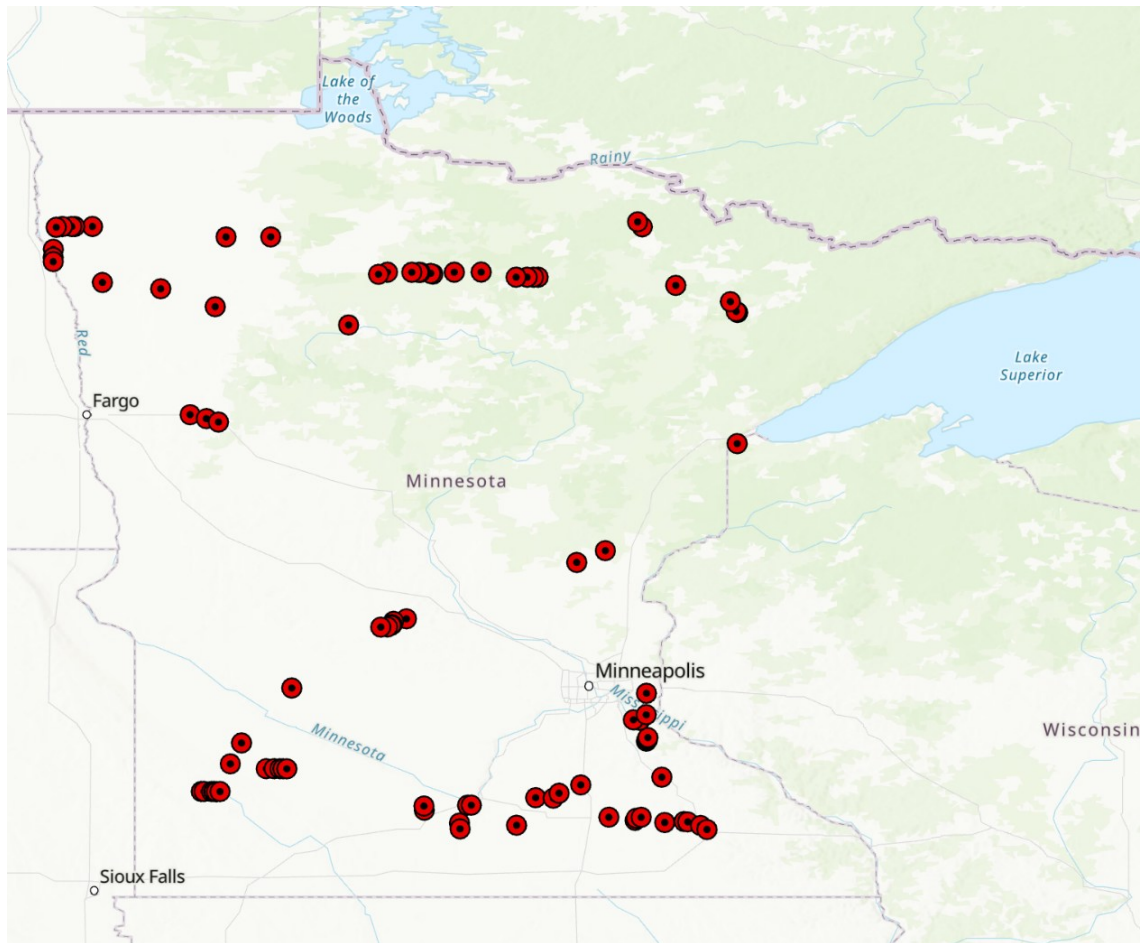 Lake of
the
Woods
Rainy
Red
Lake
Superior
Fargo
Minnesota
Minneapolis
Mississippi
Wisconsin
Minnesota
Sioux Falls